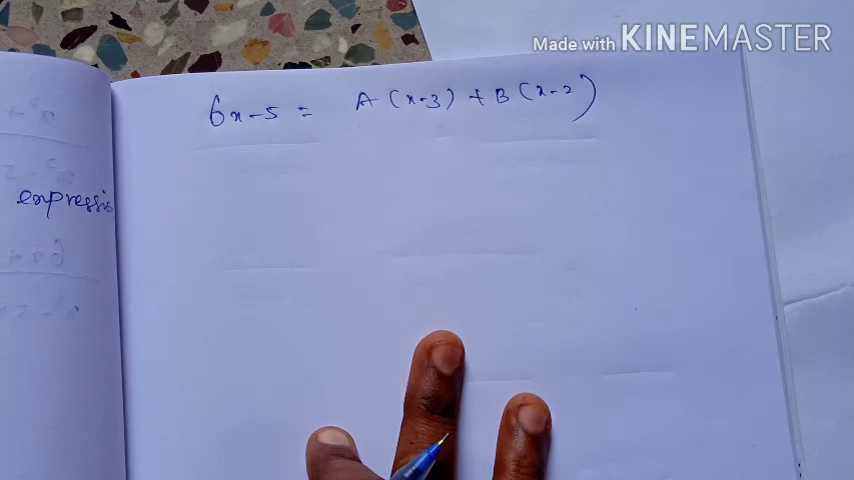 Made with KINEMASTER
6x-5 = A(x-3) + B(x-2)
expressio